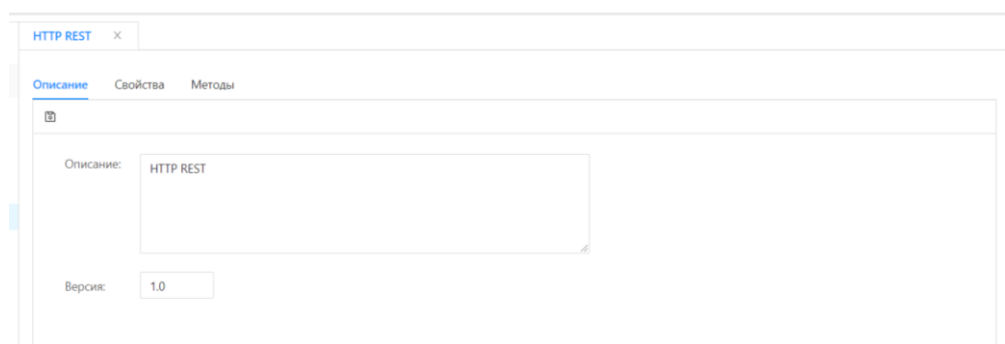 HTTP REST
Описание Свойства Методы
Описание: HTTP REST
Версия: 1.0